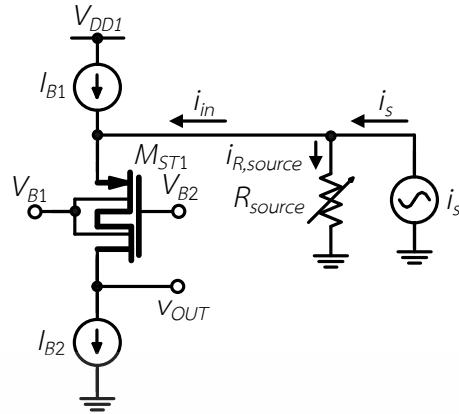 V_DD1
I_B1
i_in
i_s
M_ST1
i_R,source
V_B1
V_B2
R_source
i_s
v_OUT
I_B2